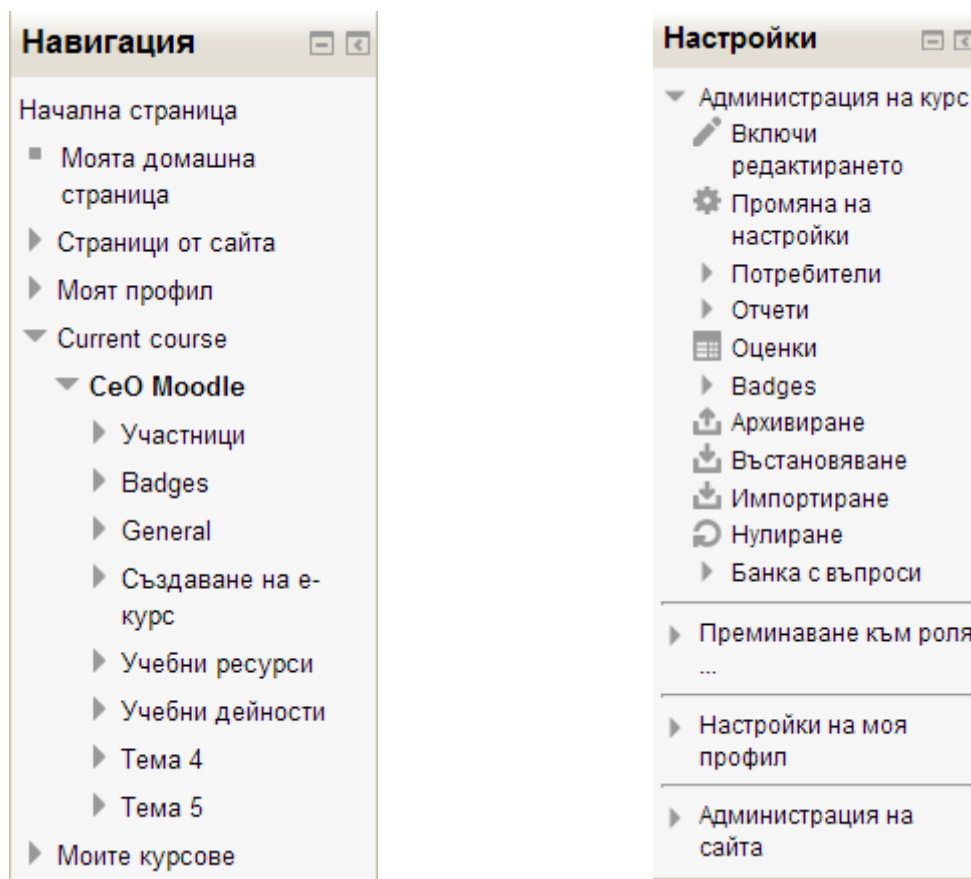 Навигация
Начална страница
Моята домашна
страница
Страници от сайта
Моят профил
Current course
CeO Moodle
Участници
Badges
General
Създаване на е-
курс
Учебни ресурси
Учебни дейности
Тема 4
Тема 5
Моите курсове
Настройки
Администрация на курс
Включи
редактирането
Промяна на
настройки
Потребители
Отчети
Оценки
Badges
Архивиране
Въстановяване
Импортиране
Нулиране
Банка с въпроси
Преминаване към роля
...
Настройки на моя
профил
Администрация на
сайта